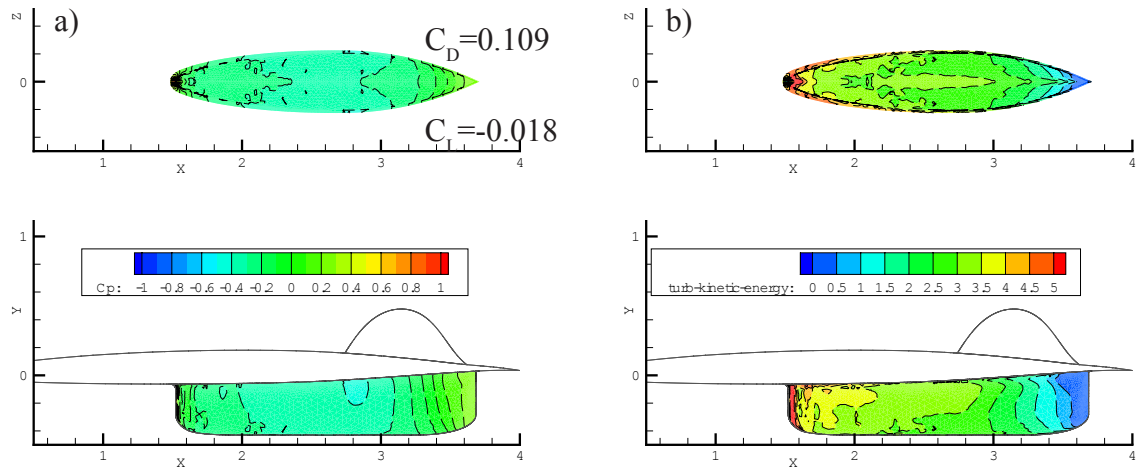 a)
b)
Z
C_D=0.109
Z
0
0
C_L=-0.018
1 2 3 4
X
1 2 3 4
X
1
1
Cp: -1 -0.8 -0.6 -0.4 -0.2 0 0.2 0.4 0.6 0.8 1
turb-kinetic-energy: 0 0.5 1 1.5 2 2.5 3 3.5 4 4.5 5
Y
Y
0
0
1 2 3 4
X
1 2 3 4
X